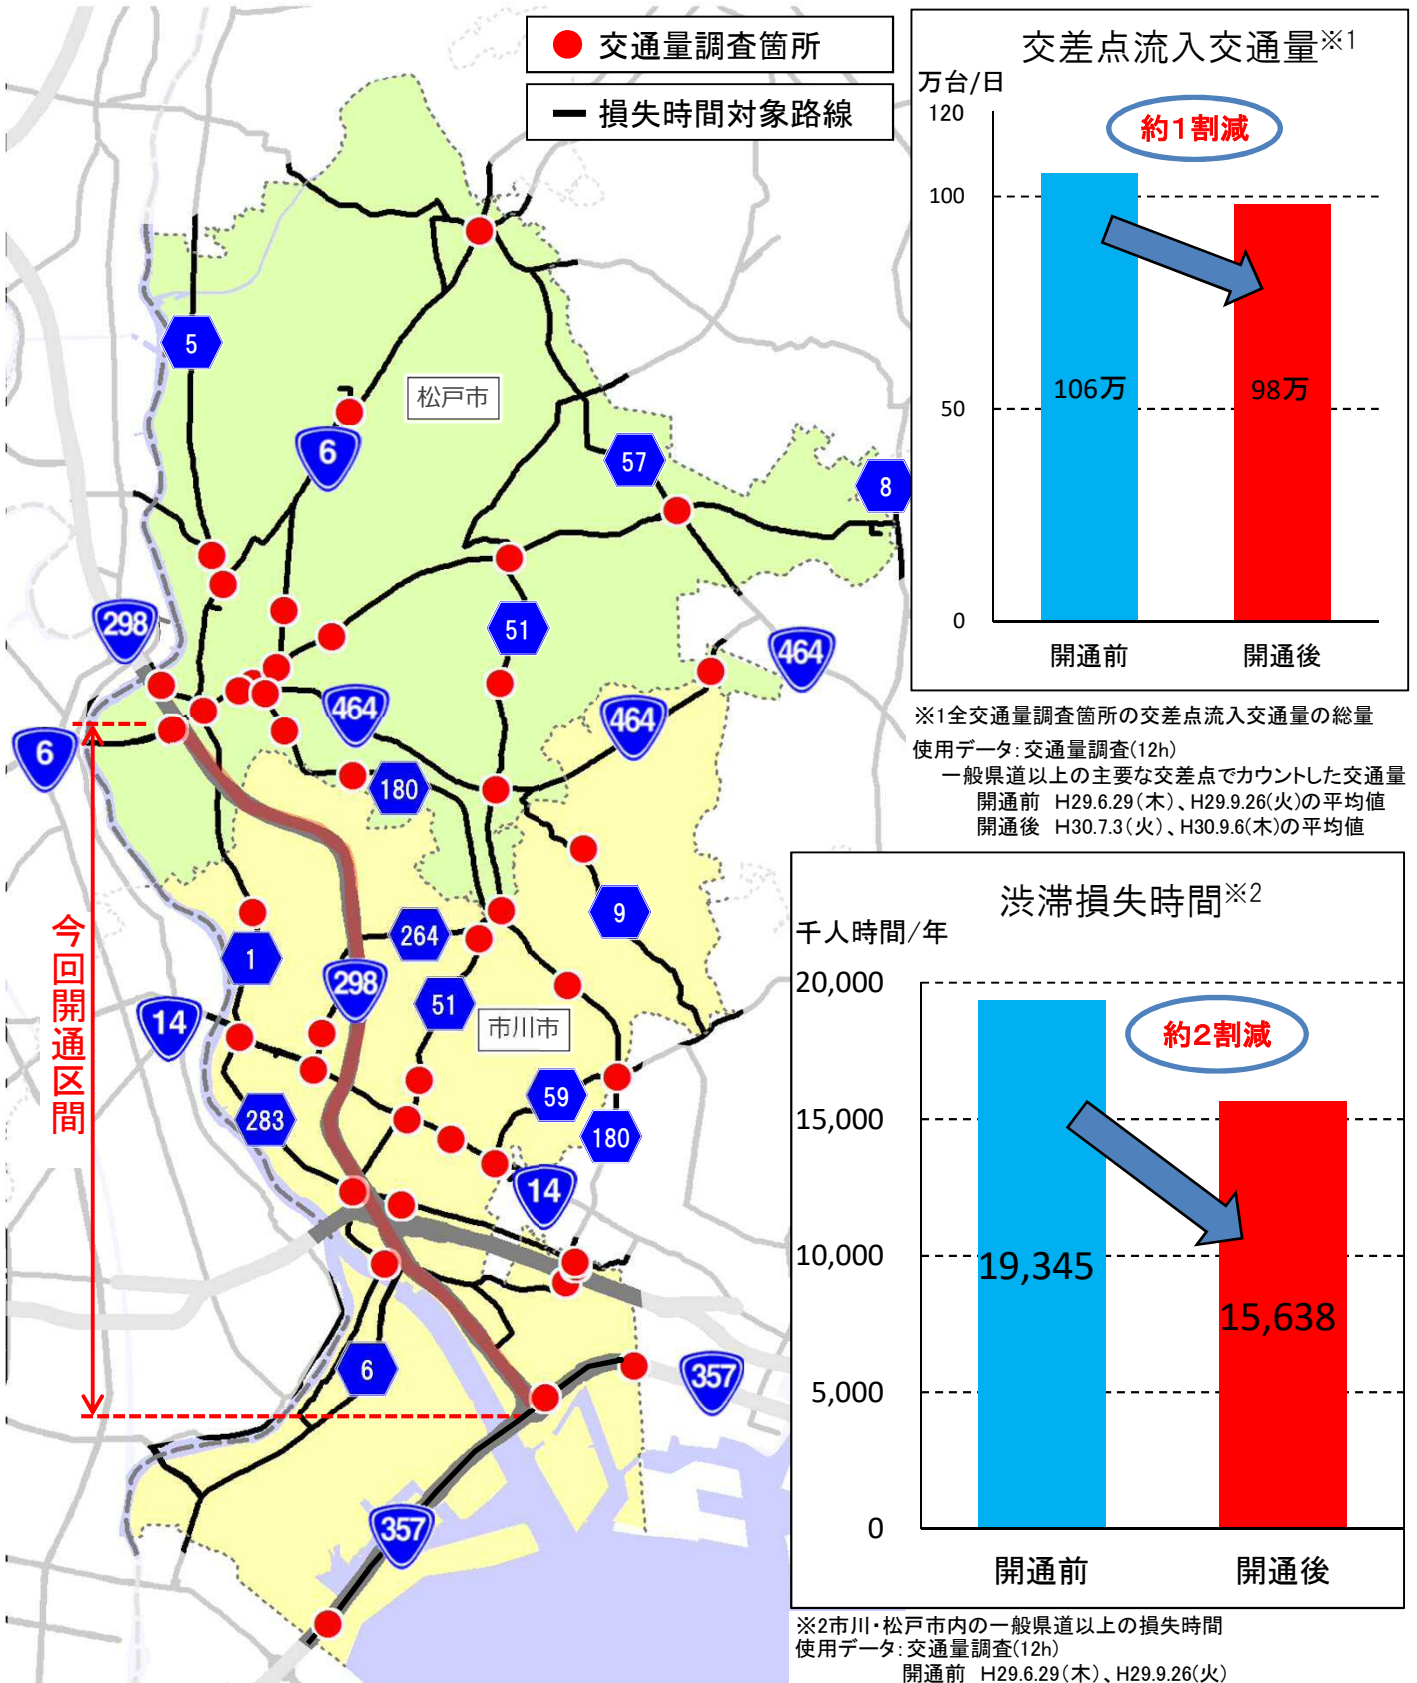 交通量調査箇所
損失時間対象路線
交差点流入交通量※1
万台/日
120
約1割減
100
106万
98万
50
0
開通前
開通後
※1全交通量調査箇所の交差点流入交通量の総量
使用データ:交通量調査(12h)
一般県道以上の主要な交差点でカウントした交通量
開通前 H29.6.29(木)、H29.9.26(火)の平均値
開通後 H30.7.3(火)、H30.9.6(木)の平均値
渋滞損失時間※2
千人時間/年
20,000
約2割減
15,000
10,000
19,345
15,638
5,000
0
開通前
開通後
※2市川・松戸市内の一般県道以上の損失時間
使用データ:交通量調査(12h)
開通前 H29.6.29(木)、H29.9.26(火)
5
松戸市
6
57
8
298
51
464
464
464
6
180
9
264
1
298
51
14
市川市
今回開通区間
59
283
180
14
6
357
357